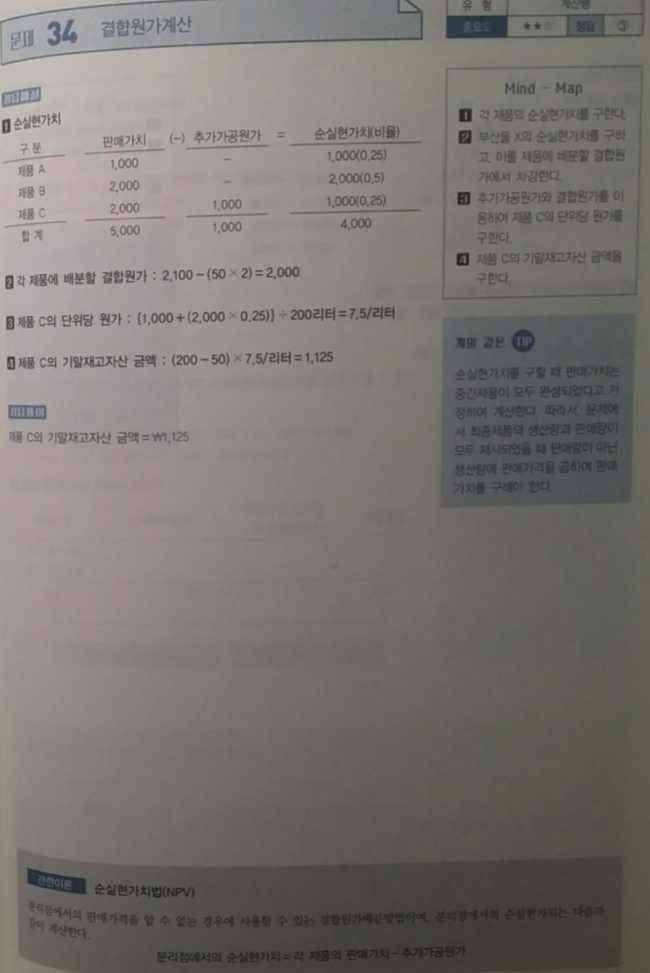 문제 34 결합원가계산
유 형 계산형
중요도 ★★☆ 정답 ③
정답해설
1 순실현가치
구 분 판매가치 (-) 추가가공원가 = 순실현가치(비율)
제품 A 1,000 - 1,000(0.25)
제품 B 2,000 - 2,000(0.5)
제품 C 2,000 1,000 1,000(0.25)
합 계 5,000 1,000 4,000
2 각 제품에 배분할 결합원가 : 2,100-(50×2)=2,000
3 제품 C의 단위당 원가 : {1,000+(2,000×0.25)}÷200리터=7.5/리터
4 제품 C의 기말재고자산 금액 : (200-50)×7.5/리터=1,125
정답풀이
제품 C의 기말재고자산 금액=₩1,125
Mind - Map
1 각 제품의 순실현가치를 구한다.
2 부산물 X의 순실현가치를 구하
고, 이를 제품에 배분할 결합원
가에서 차감한다.
3 추가가공원가와 결합원가를 이
용하여 제품 C의 단위당 원가를
구한다.
4 제품 C의 기말재고자산 금액을
구한다.
같은 TIP
순실현가치를 구할 때 판매가치는
중간제품이 모두 완성되었다고 가
정하여 계산한다. 따라서, 문제에
서 최종제품의 생산량과 판매량이
모두 제시되었을 때 판매량이 아닌
생산량에 판매가격을 곱하여 판매
가치를 구해야 한다.
관련이론 순실현가치법(NPV)
분리점에서의 판매가격을 알 수 없는 경우에 사용할 수 있는 결합원가배분방법이며, 분리점에서의 순실현가치는 다음과
같이 계산한다.
분리점에서의 순실현가치=각 제품의 판매가치-추가가공원가